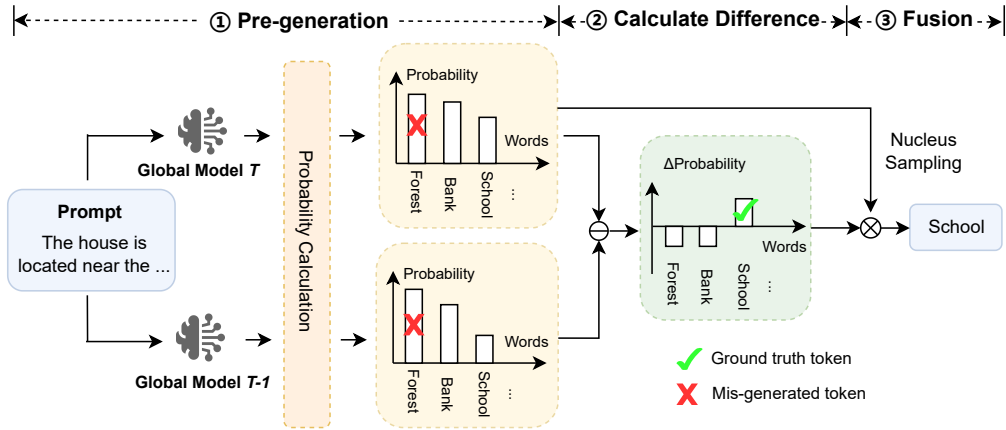 ① Pre-generation
② Calculate Difference
③ Fusion
Probability
Words
Forest
Bank
School
...
Global Model T
Prompt
The house is
located near the ...
Probability Calculation
Nucleus
Sampling
ΔProbability
Words
Forest
Bank
School
...
School
Probability
Words
Forest
Bank
School
...
Global Model T-1
Ground truth token
Mis-generated token